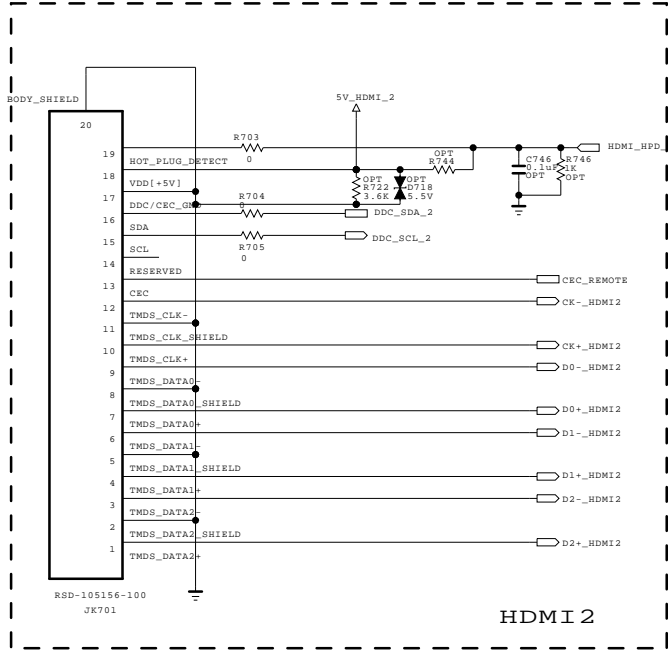 BODY_SHIELD
20
5V_HDMI_2
R703
0
19
HOT_PLUG_DETECT
OPT
R744
C746
0.1uF
OPT
R746
1K
OPT
HDMI_HPD_
18
VDD[+5V]
OPT
R722
3.6K
OPT
D718
5.5V
17
DDC/CEC_GND
R704
0
DDC_SDA_2
16
SDA
15
SCL
R705
0
DDC_SCL_2
14
RESERVED
13
CEC
CEC_REMOTE
12
TMDS_CLK-
CK-_HDMI2
11
TMDS_CLK_SHIELD
10
TMDS_CLK+
CK+_HDMI2
9
TMDS_DATA0-
D0-_HDMI2
8
TMDS_DATA0_SHIELD
7
TMDS_DATA0+
D0+_HDMI2
6
TMDS_DATA1-
D1-_HDMI2
5
TMDS_DATA1_SHIELD
4
TMDS_DATA1+
D1+_HDMI2
3
TMDS_DATA2-
D2-_HDMI2
2
TMDS_DATA2_SHIELD
1
TMDS_DATA2+
D2+_HDMI2
RSD-105156-100
JK701
HDMI2